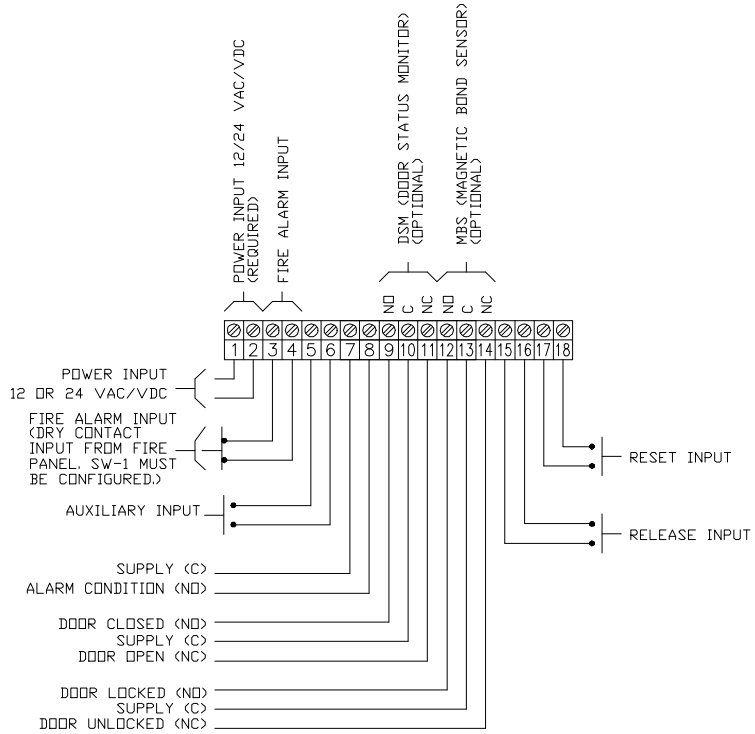 POWER INPUT 12/24 VAC/VDC
(REQUIRED)
FIRE ALARM INPUT
DSM (DOOR STATUS MONITOR)
(OPTIONAL)
MBS (MAGNETIC BOND SENSOR)
(OPTIONAL)
NO C NC NO C NC
1 2 3 4 5 6 7 8 9 10 11 12 13 14 15 16 17 18
POWER INPUT
12 OR 24 VAC/VDC
FIRE ALARM INPUT
(DRY CONTACT
INPUT FROM FIRE
PANEL. SW-1 MUST
BE CONFIGURED.)
RESET INPUT
AUXILIARY INPUT
RELEASE INPUT
SUPPLY (C)
ALARM CONDITION (NO)
DOOR CLOSED (NO)
SUPPLY (C)
DOOR OPEN (NC)
DOOR LOCKED (NO)
SUPPLY (C)
DOOR UNLOCKED (NC)